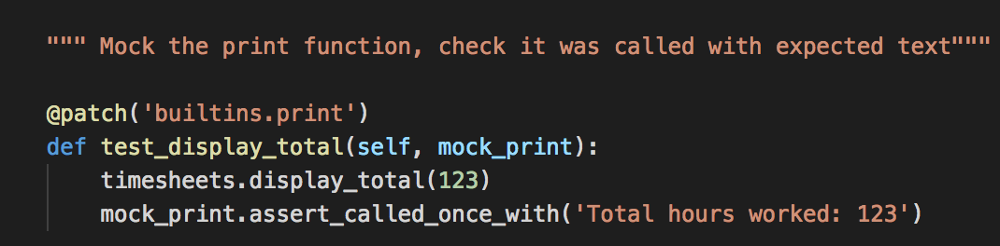 """ Mock the print function, check it was called with expected text"""
@patch('builtins.print')
def test_display_total(self, mock_print):
timesheets.display_total(123)
mock_print.assert_called_once_with('Total hours worked: 123')